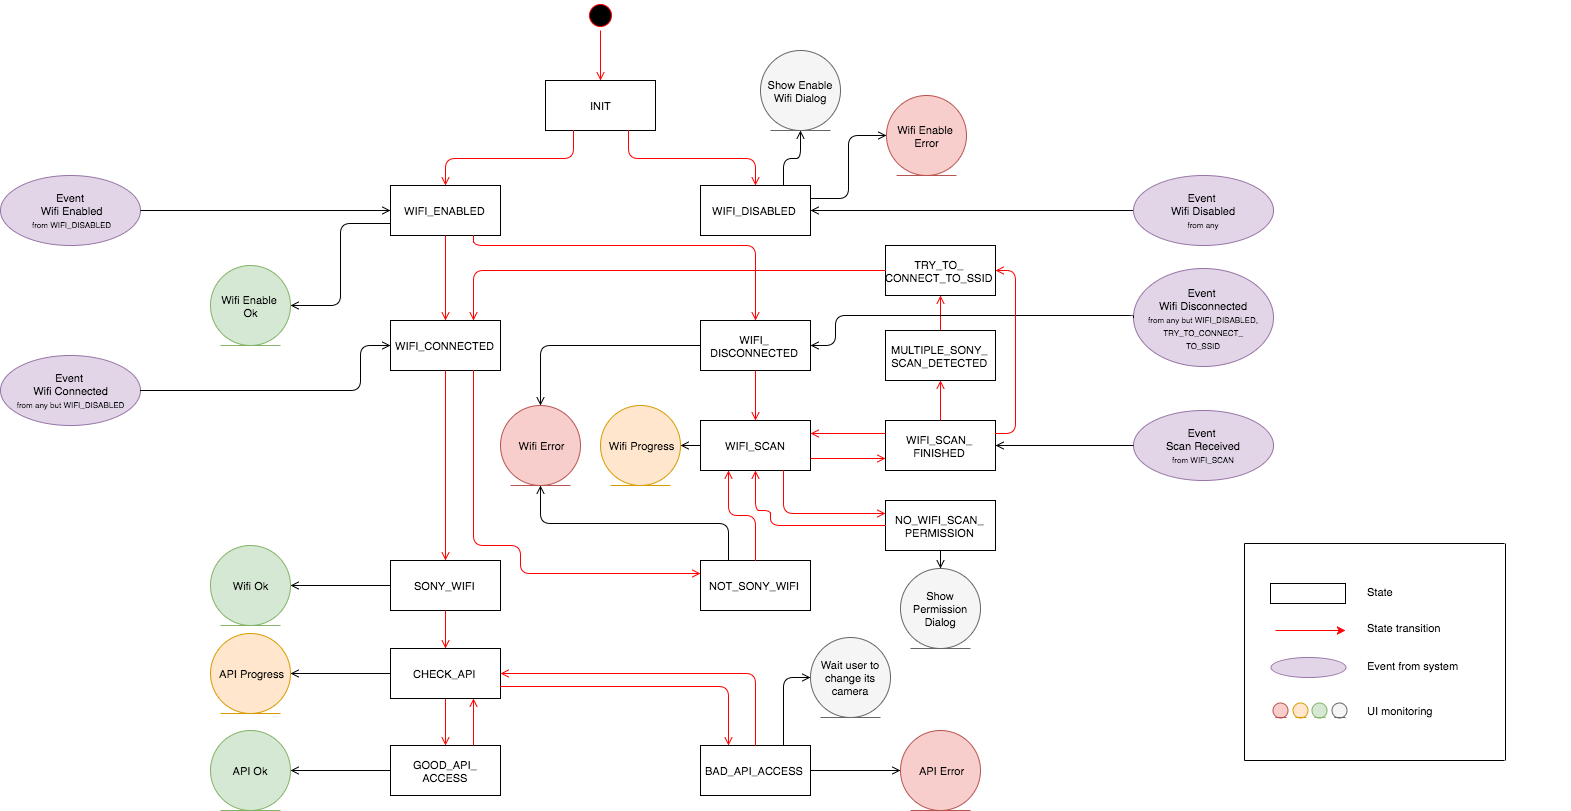 Show Enable
Wifi Dialog
INIT
Wifi Enable
Error
Event
Wifi Enabled
from WIFI_DISABLED
WIFI_ENABLED
WIFI_DISABLED
Event
Wifi Disabled
from any
TRY_TO_
CONNECT_TO_SSID
Wifi Enable
Ok
Event
Wifi Disconnected
from any but WIFI_DISABLED,
TRY_TO_CONNECT_
TO_SSID
WIFI_CONNECTED
WIFI_
DISCONNECTED
MULTIPLE_SONY_
SCAN_DETECTED
Event
Wifi Connected
from any but WIFI_DISABLED
Wifi Error
Wifi Progress
WIFI_SCAN
WIFI_SCAN_
FINISHED
Event
Scan Received
from WIFI_SCAN
NO_WIFI_SCAN_
PERMISSION
Wifi Ok
SONY_WIFI
NOT_SONY_WIFI
Show
Permission
Dialog
State
State transition
Event from system
UI monitoring
API Progress
CHECK_API
Wait user to
change its
camera
API Ok
GOOD_API_
ACCESS
BAD_API_ACCESS
API Error